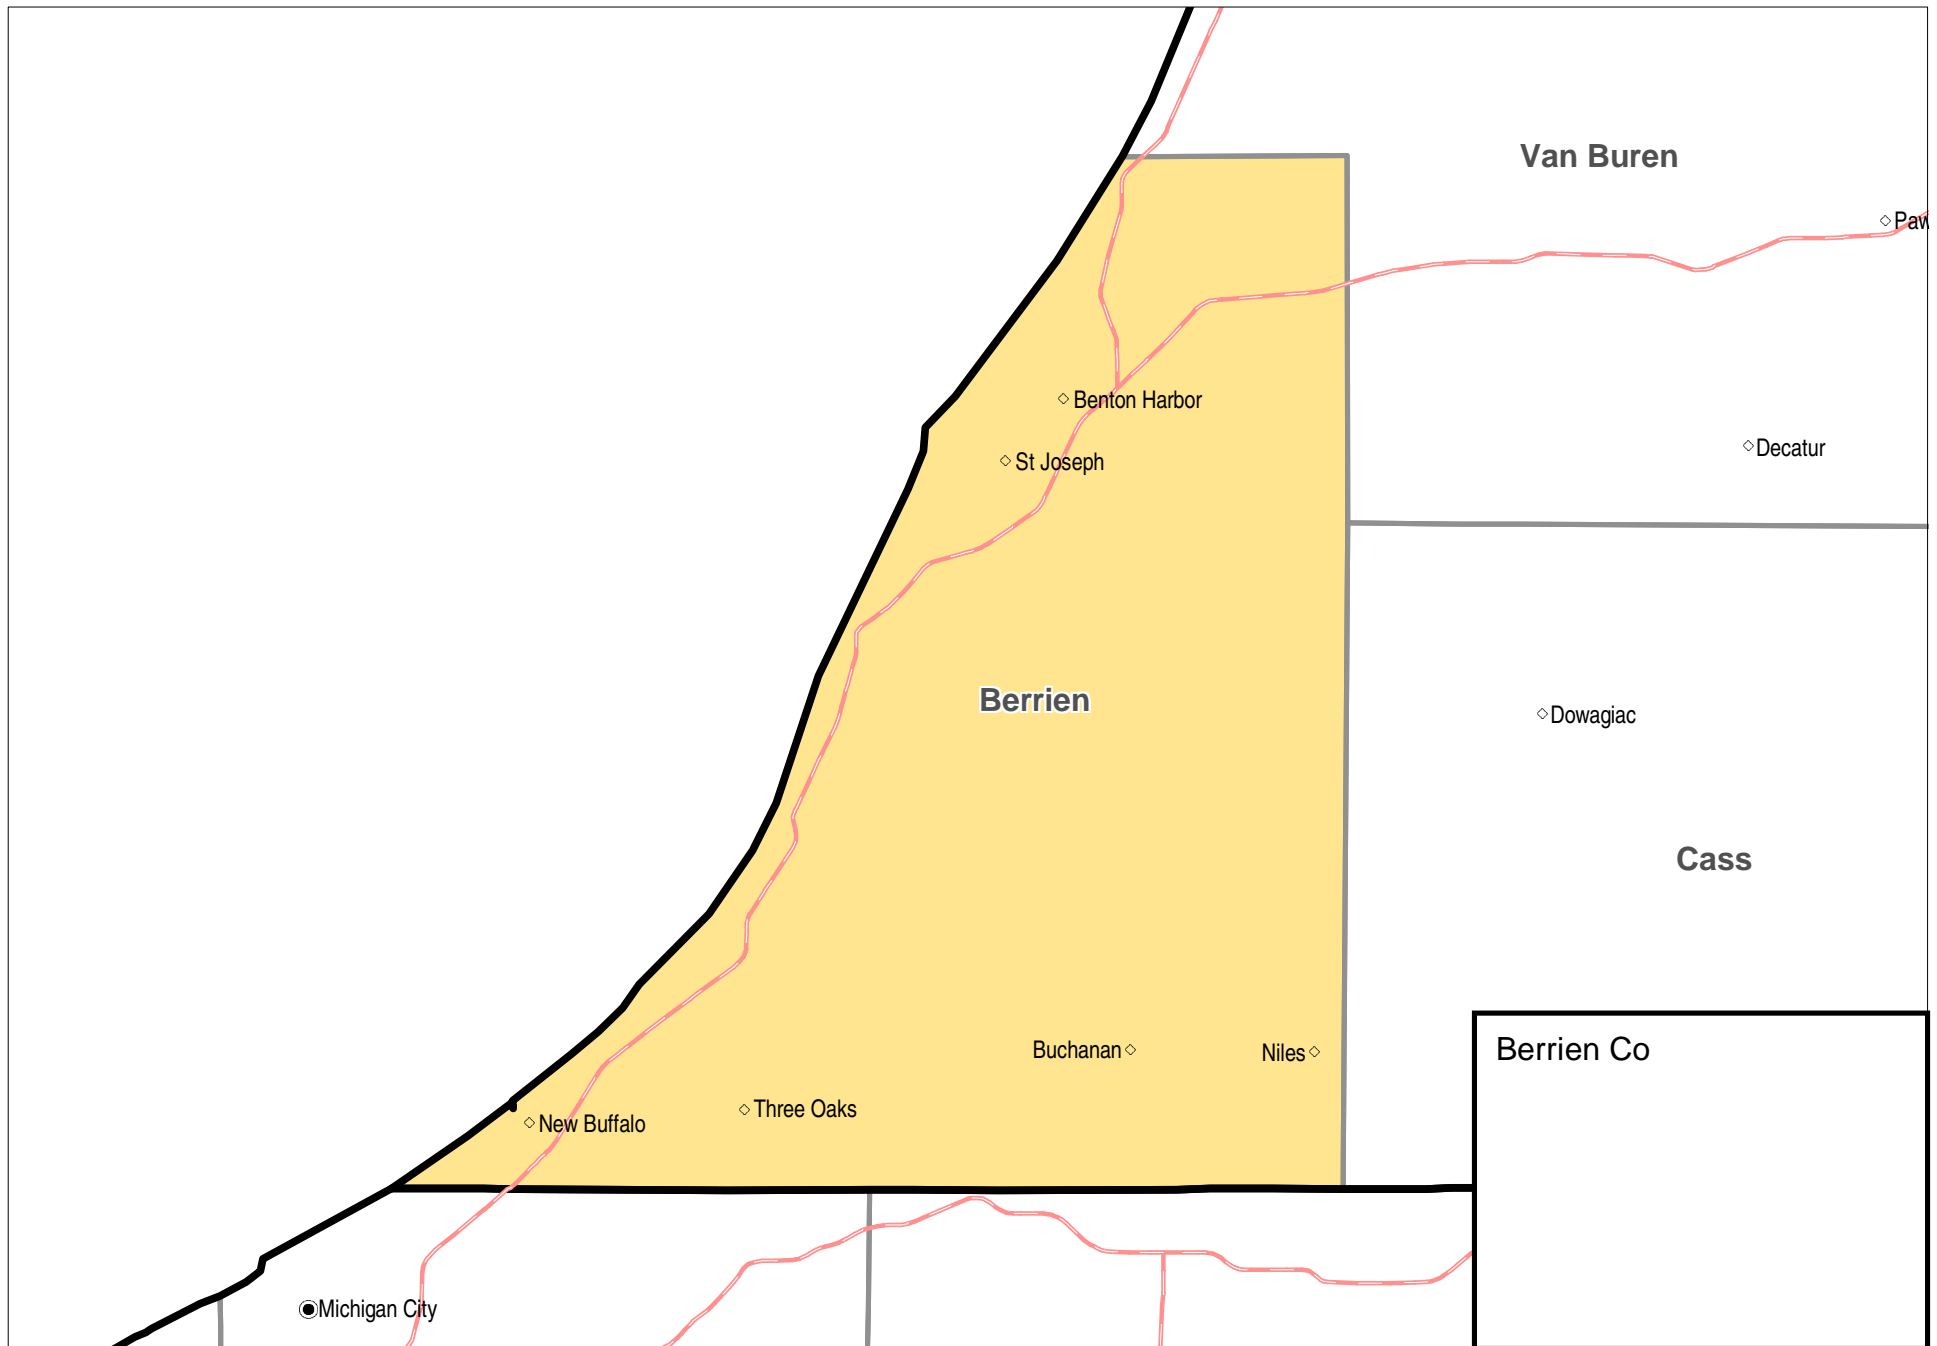 Van Buren
Paw
Benton Harbor
Decatur
St Joseph
Berrien
Dowagiac
Cass
Berrien Co
Buchanan
Niles
Three Oaks
New Buffalo
Michigan City